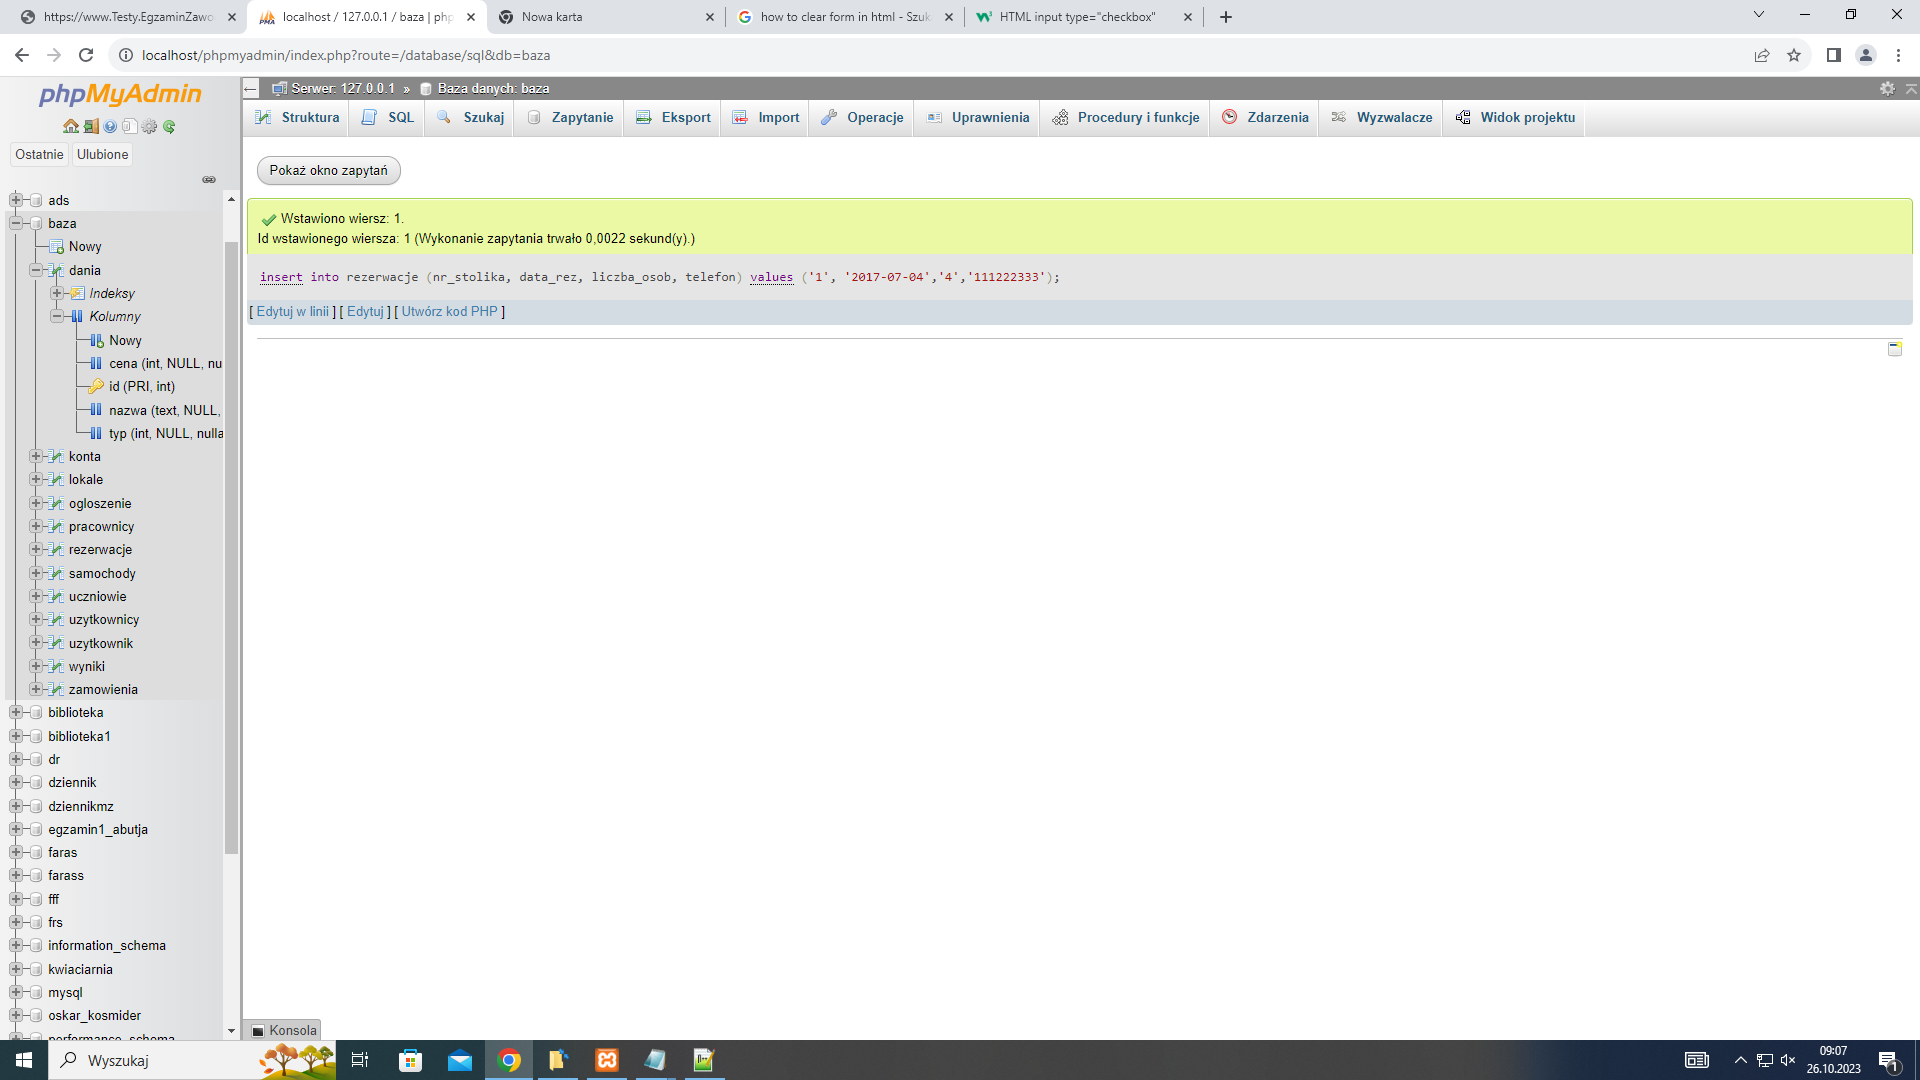 https://www.Testy.EgzaminZawo
localhost / 127.0.0.1 / baza | php
Nowa karta
how to clear form in html - Szuk
HTML input type="checkbox"
localhost/phpmyadmin/index.php?route=/database/sql&db=baza
phpMyAdmin
Ostatnie
Ulubione
ads
baza
Nowy
dania
Indeksy
Kolumny
Nowy
cena (int, NULL, nu
id (PRI, int)
nazwa (text, NULL,
typ (int, NULL, nulla
konta
lokale
ogloszenie
pracownicy
rezerwacje
samochody
uczniowie
uzytkownicy
uzytkownik
wyniki
zamowienia
biblioteka
biblioteka1
dr
dziennik
dziennikmz
egzamin1_abutja
faras
farass
fff
frs
information_schema
kwiaciarnia
mysql
oskar_kosmider
performance_schema
Serwer: 127.0.0.1 » Baza danych: baza
Struktura
SQL
Szukaj
Zapytanie
Eksport
Import
Operacje
Uprawnienia
Procedury i funkcje
Zdarzenia
Wyzwalacze
Widok projektu
Pokaż okno zapytań
Wstawiono wiersz: 1.
Id wstawionego wiersza: 1 (Wykonanie zapytania trwało 0,0022 sekund(y).)
insert into rezerwacje (nr_stolika, data_rez, liczba_osob, telefon) values ('1', '2017-07-04','4','111222333');
[ Edytuj w linii ] [ Edytuj ] [ Utwórz kod PHP ]
Konsola
Wyszukaj
09:07
26.10.2023
1